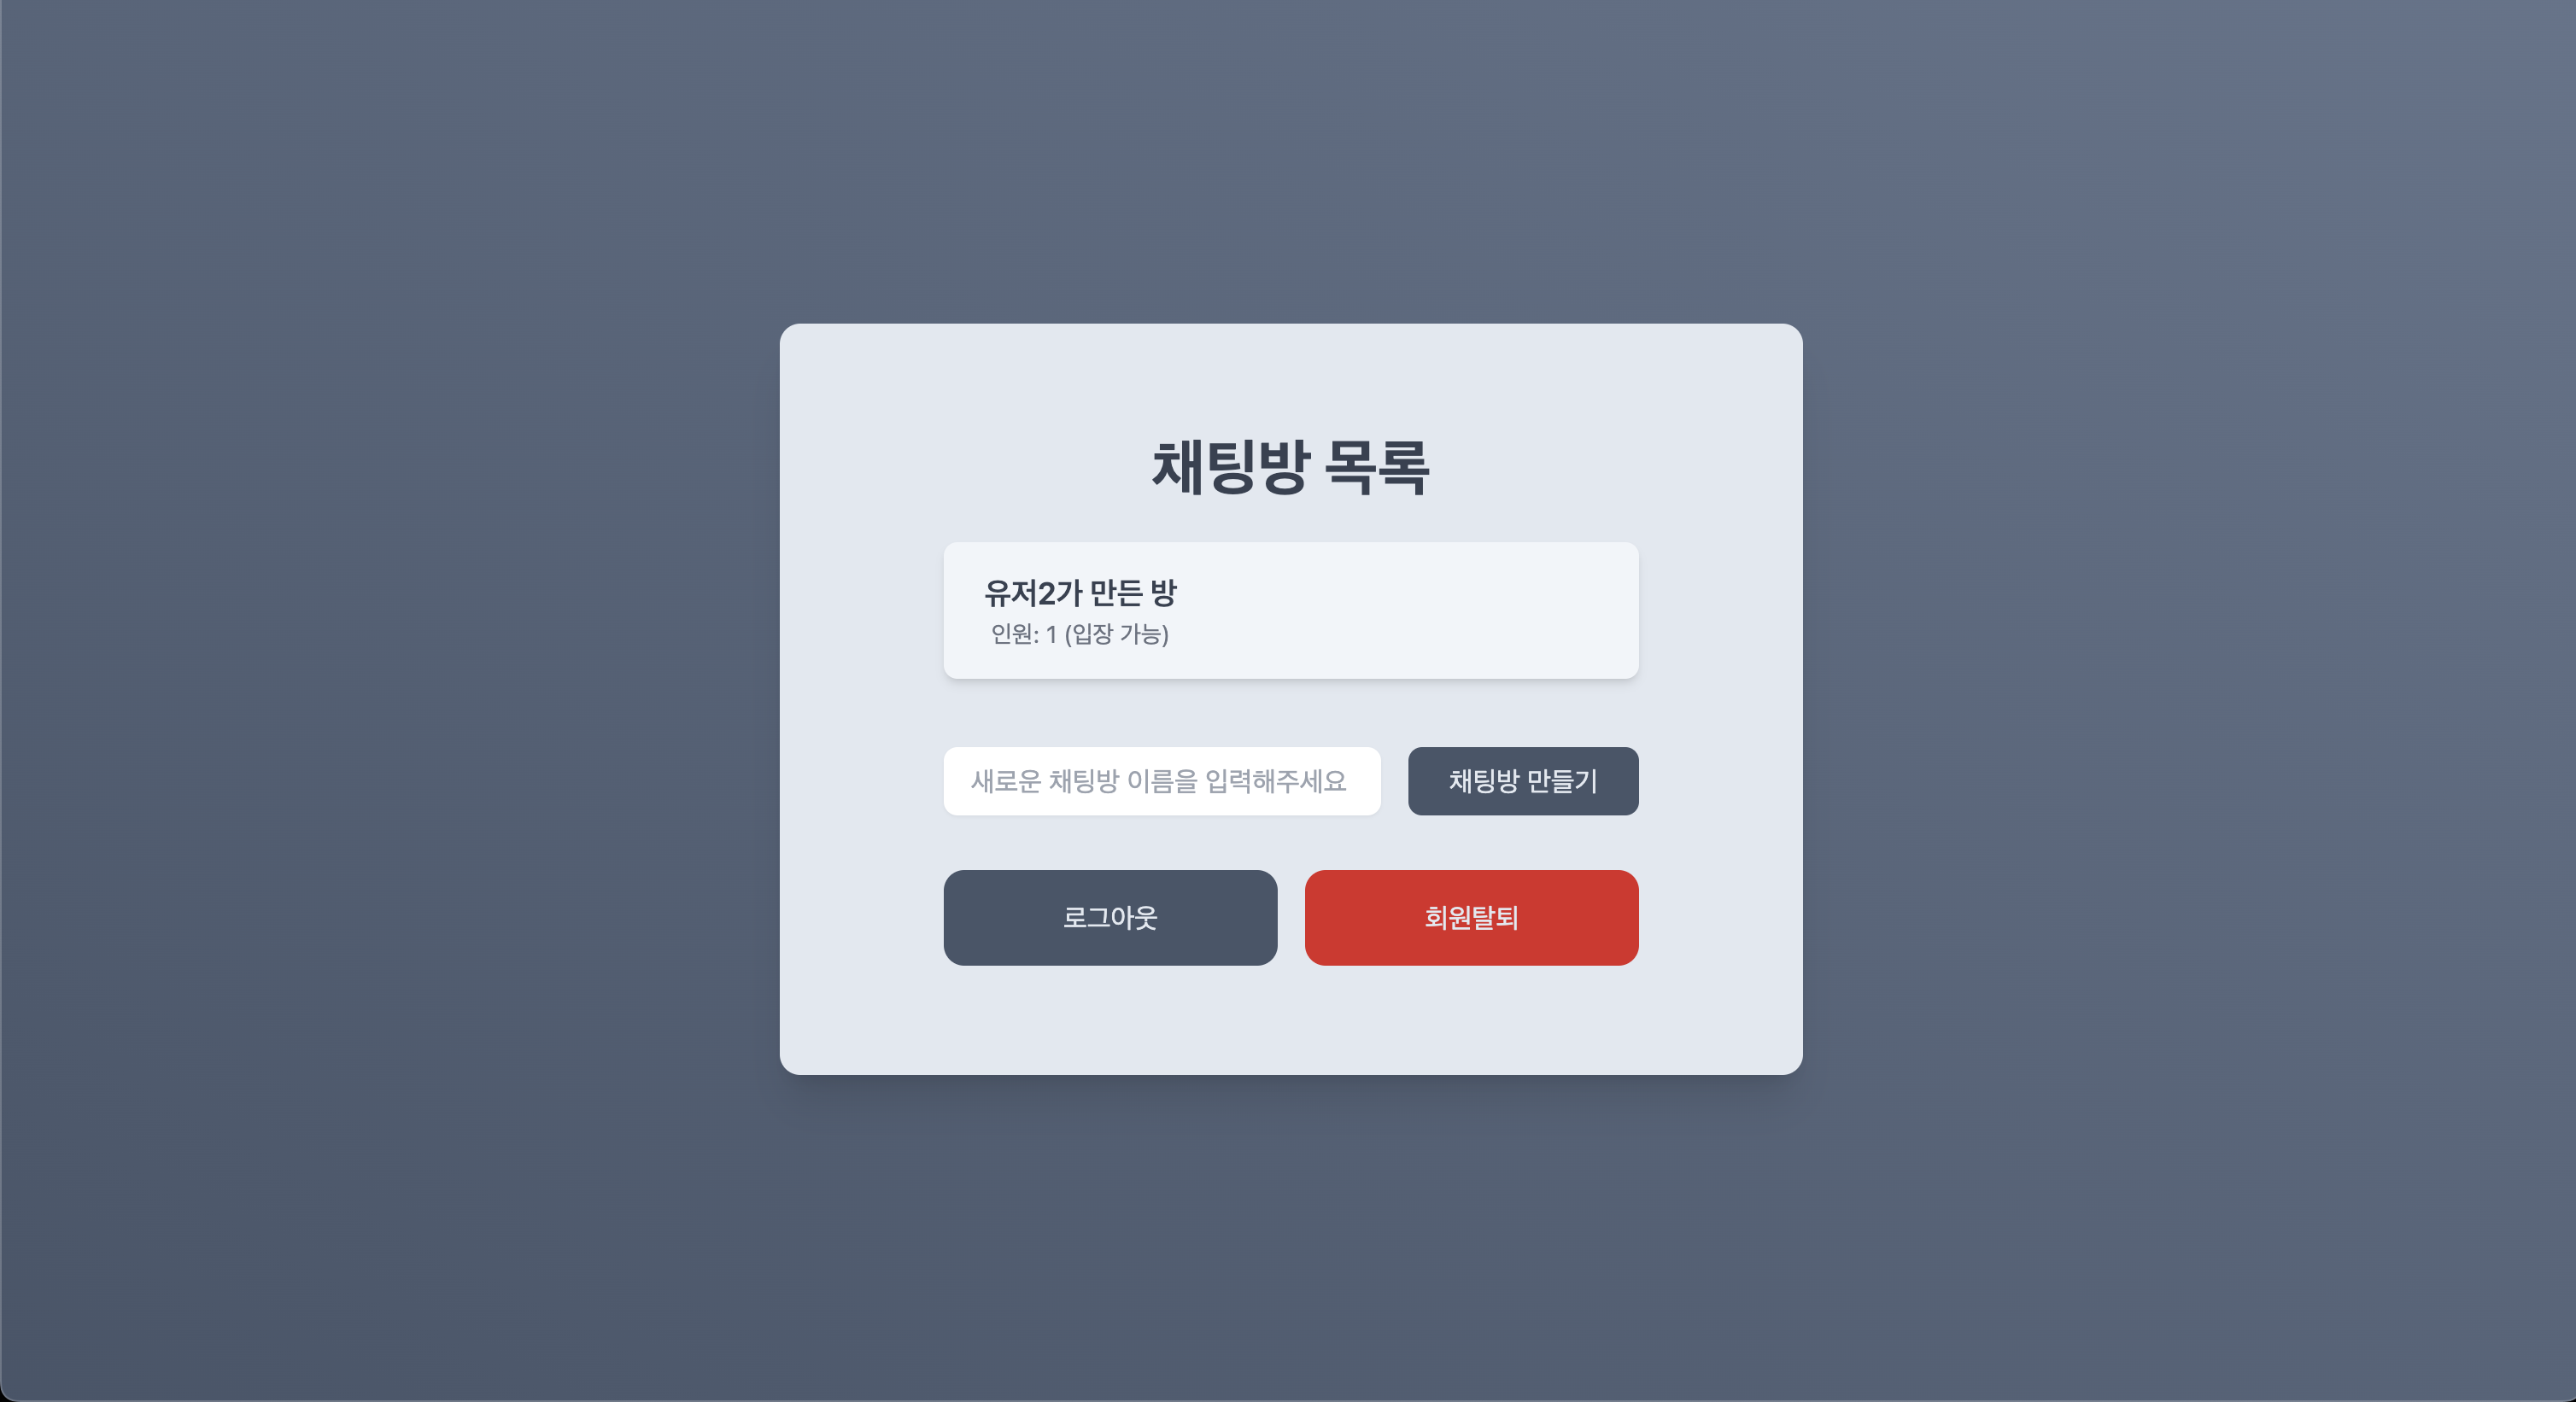 채팅방 목록
유저2가 만든 방
인원: 1 (입장 가능)
새로운 채팅방 이름을 입력해주세요
채팅방 만들기
로그아웃
회원탈퇴